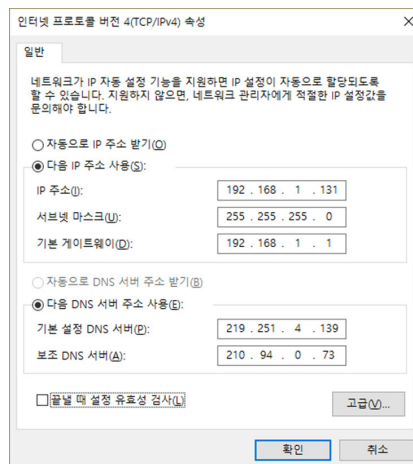 인터넷 프로토콜 버전 4(TCP/IPv4) 속성
일반
네트워크가 IP 자동 설정 기능을 지원하면 IP 설정이 자동으로 할당되도록
할 수 있습니다. 지원하지 않으면, 네트워크 관리자에게 적절한 IP 설정값을
문의해야 합니다.
자동으로 IP 주소 받기(O)
다음 IP 주소 사용(S):
IP 주소(I): 192 . 168 . 1 . 131
서브넷 마스크(U): 255 . 255 . 255 . 0
기본 게이트웨이(D): 192 . 168 . 1 . 1
자동으로 DNS 서버 주소 받기(B)
다음 DNS 서버 주소 사용(E):
기본 설정 DNS 서버(P): 219 . 251 . 4 . 139
보조 DNS 서버(A): 210 . 94 . 0 . 73
끝낼 때 설정 유효성 검사(L)
고급(V)...
확인 취소